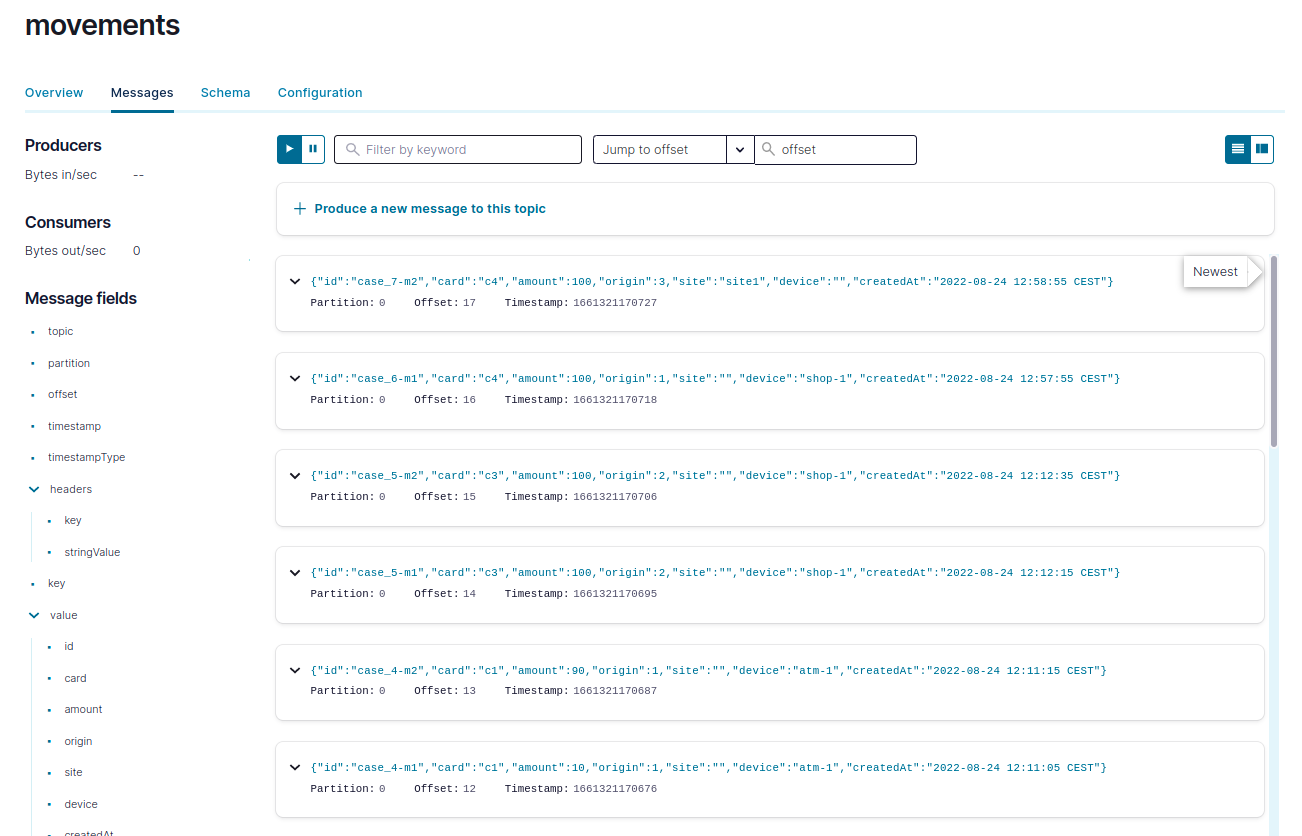 movements
Overview Messages Schema Configuration
Producers
Bytes in/sec --
Consumers
Bytes out/sec 0
Message fields
topic
partition
offset
timestamp
timestampType
headers
key
stringValue
key
value
id
card
amount
origin
site
device
createdAt
Filter by keyword Jump to offset offset
Produce a new message to this topic
Newest
{"id":"case_7-m2","card":"c4","amount":100,"origin":3,"site":"site1","device":"","createdAt":"2022-08-24 12:58:55 CEST"}
Partition: 0 Offset: 17 Timestamp: 1661321170727
{"id":"case_6-m1","card":"c4","amount":100,"origin":1,"site":"","device":"shop-1","createdAt":"2022-08-24 12:57:55 CEST"}
Partition: 0 Offset: 16 Timestamp: 1661321170718
{"id":"case_5-m2","card":"c3","amount":100,"origin":2,"site":"","device":"shop-1","createdAt":"2022-08-24 12:12:35 CEST"}
Partition: 0 Offset: 15 Timestamp: 1661321170706
{"id":"case_5-m1","card":"c3","amount":100,"origin":2,"site":"","device":"shop-1","createdAt":"2022-08-24 12:12:15 CEST"}
Partition: 0 Offset: 14 Timestamp: 1661321170695
{"id":"case_4-m2","card":"c1","amount":90,"origin":1,"site":"","device":"atm-1","createdAt":"2022-08-24 12:11:15 CEST"}
Partition: 0 Offset: 13 Timestamp: 1661321170687
{"id":"case_4-m1","card":"c1","amount":10,"origin":1,"site":"","device":"atm-1","createdAt":"2022-08-24 12:11:05 CEST"}
Partition: 0 Offset: 12 Timestamp: 1661321170676